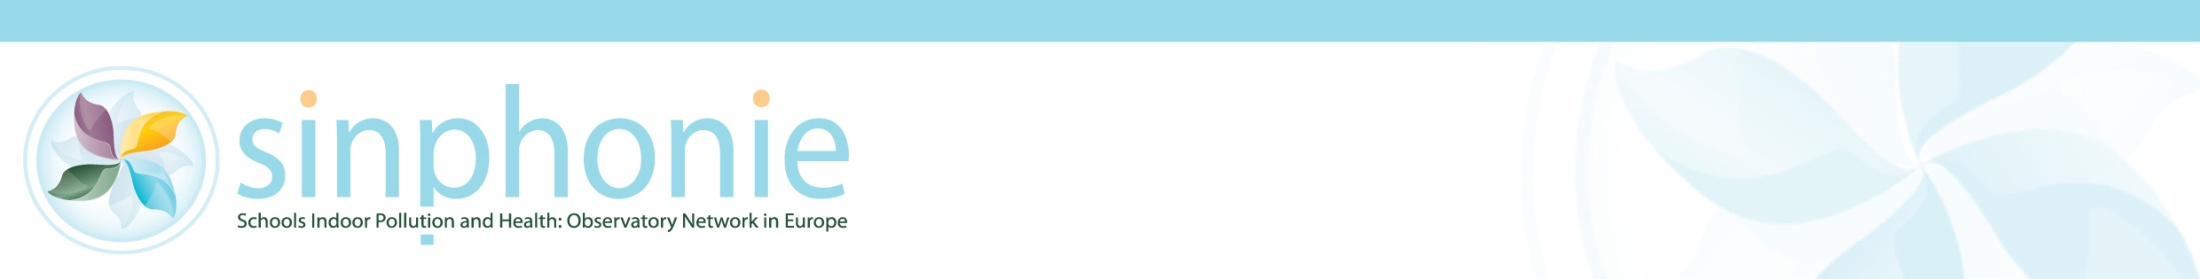 sinphonie
Schools Indoor Pollution and Health: Observatory Network in Europe